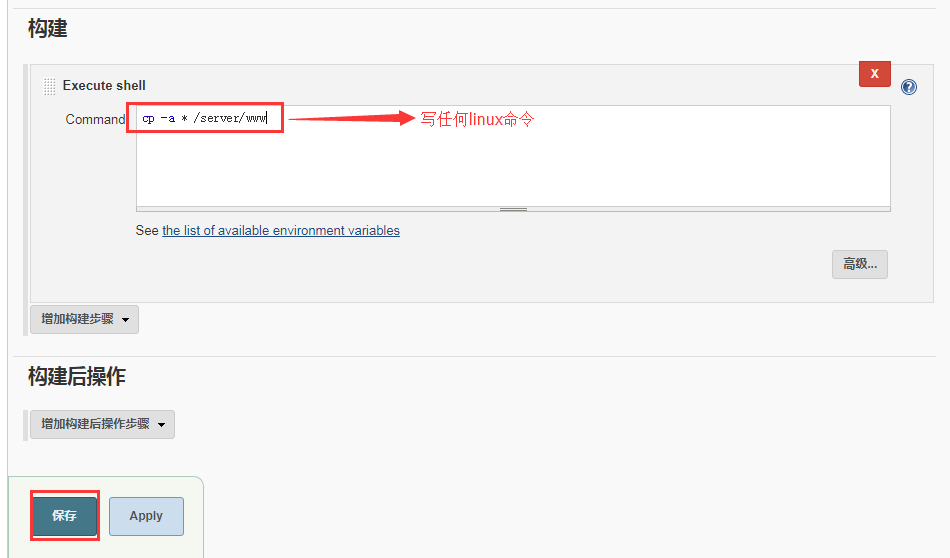 构建
X
Execute shell
Command
cp -a * /server/www
写任何linux命令
See the list of available environment variables
高级...
增加构建步骤
构建后操作
增加构建后操作步骤
保存
Apply